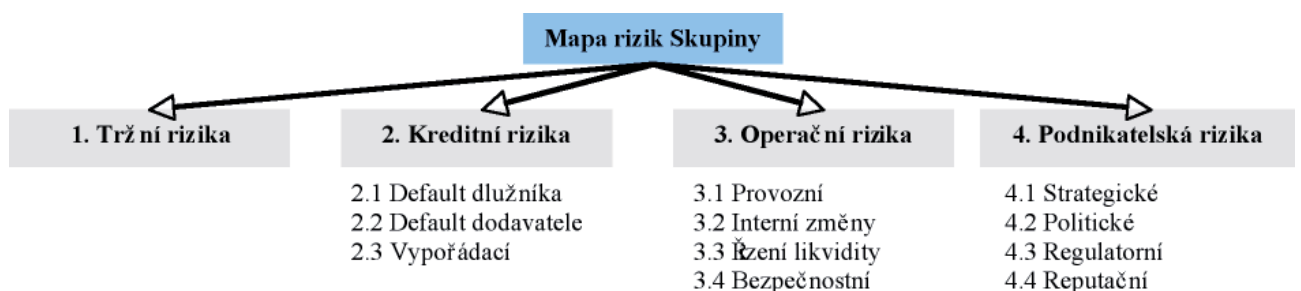 Mapa rizik Skupiny
1. Tržní rizika
2. Kreditní rizika
3. Operační rizika
4. Podnikatelská rizika
2.1 Default dlužníka
2.2 Default dodavatele
2.3 Vypořádací
3.1 Provozní
3.2 Interní změny
3.3 Řízení likvidity
3.4 Bezpečnostní
4.1 Strategické
4.2 Politické
4.3 Regulatorní
4.4 Reputační